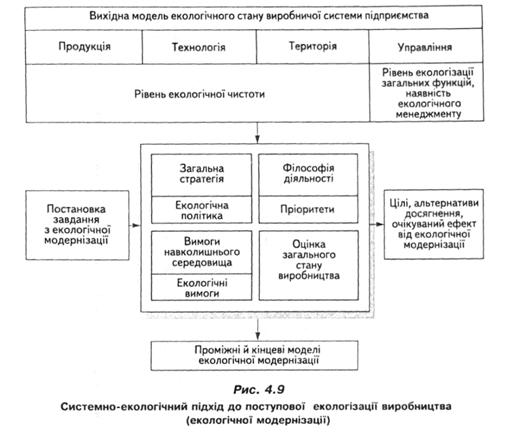 Вихідна модель екологічного стану виробничої системи підприємства
Продукція
Технологія
Територія
Управління
Рівень екологічної чистоти
Рівень екологізації
загальних функцій,
наявність
екологічного
менеджменту
Постановка
завдання
з екологічної
модернізації
Загальна
стратегія
Екологічна
політика
Філософія
діяльності
Пріоритети
Вимоги
навколишнього
середовища
Екологічні
вимоги
Оцінка
загального
стану
виробництва
Цілі, альтернативи
досягнення,
очікуваний ефект
від екологічної
модернізації
Проміжні й кінцеві моделі
екологічної модернізації
Рис. 4.9
Системно-екологічний підхід до поступової екологізації виробництва
(екологічної модернізації)